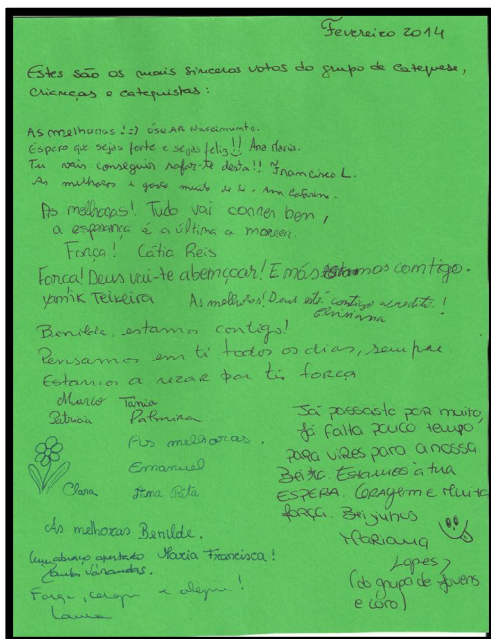 Fevereiro 2014
Estes são os mais sinceros votos do grupo de Catequese,
crianças e catequistas:
As melhoras :=) ÓSCAR Nascimento.
Espero que sejas forte e sejas feliz!! Ana Maria.
Tu vais conseguir safar-te desta!! Francisco L.
As melhoras e gosto muito de ti - Ana Catarina.
As melhoras! Tudo vai correr bem,
a esperança é a última a morrer.
Força! Cátia Reis
Força! Deus vai-te abençoar! E nós estamos contigo.
Yanik Teixeira As melhoras! Deus está contigo acredita!
Benilde, estamos contigo!
Pensamos em ti todos os dias, sempre.
Estamos a rezar por ti força
Marco Tânia
Patrícia Palmira
As melhoras.
Emanuel
Clara Irma Rita
As melhoras Benilde.
Um abraço apertado Maria Francisca!
Varandas.
Força, coragem e alegria!
Laura
Já passaste por muito,
já falta pouco tempo
para vires para a nossa
Beira. Estamos à tua
ESPERA. Coragem e Muita
força. Beijinhos
Mariana
Lopes
(do grupo de jovens
e coro)